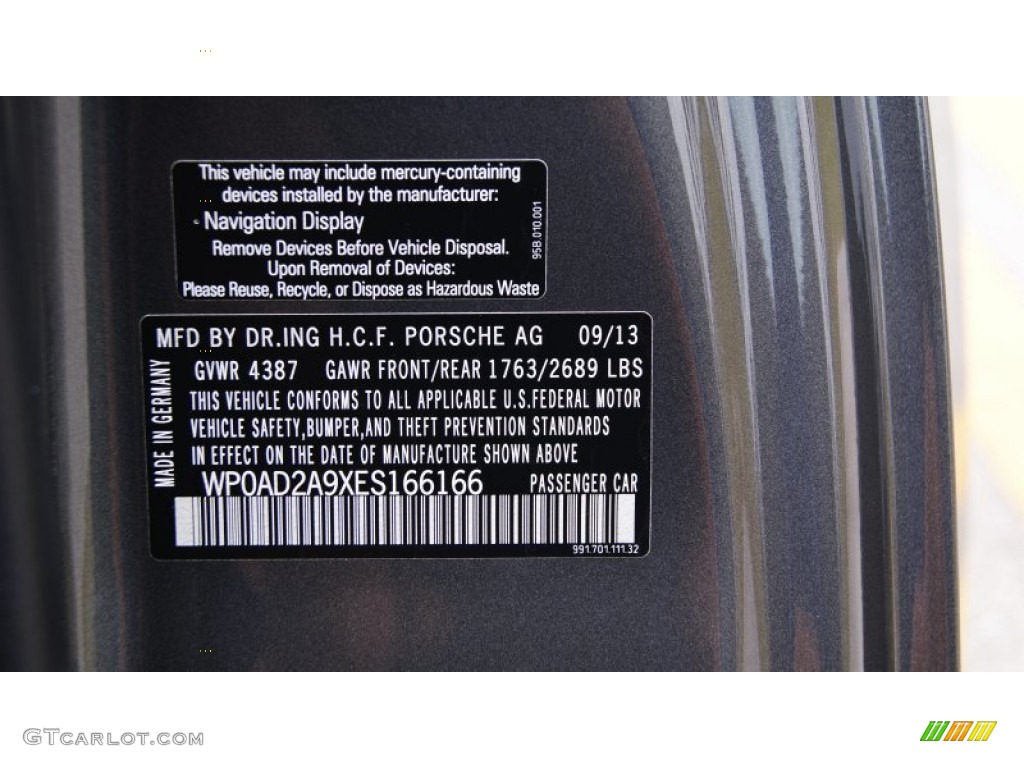 This vehicle may include mercury-containing
devices installed by the manufacturer:
- Navigation Display
Remove Devices Before Vehicle Disposal.
Upon Removal of Devices:
Please Reuse, Recycle, or Dispose as Hazardous Waste
95B.010.001
MFD BY DR.ING H.C.F. PORSCHE AG 09/13
GVWR 4387 GAWR FRONT/REAR 1763/2689 LBS
THIS VEHICLE CONFORMS TO ALL APPLICABLE U.S.FEDERAL MOTOR
VEHICLE SAFETY,BUMPER,AND THEFT PREVENTION STANDARDS
IN EFFECT ON THE DATE OF MANUFACTURE SHOWN ABOVE
MADE IN GERMANY
WP0AD2A9XES166166 PASSENGER CAR
991.701.111.32
GTCarLot.com